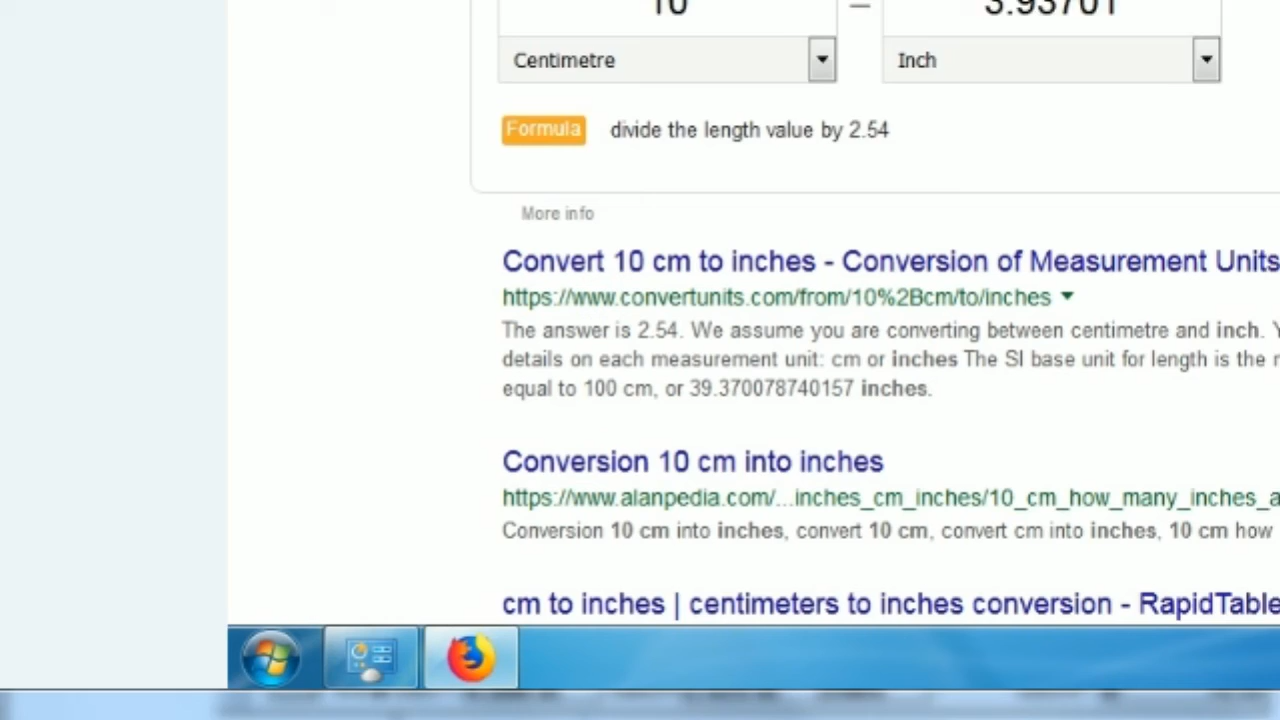 10 = 3.93701
Centimetre Inch
Formula divide the length value by 2.54
More info
Convert 10 cm to inches - Conversion of Measurement Units
https://www.convertunits.com/from/10%2Bcm/to/inches
The answer is 2.54. We assume you are converting between centimetre and inch. Y
details on each measurement unit: cm or inches The SI base unit for length is the
equal to 100 cm, or 39.370078740157 inches.
Conversion 10 cm into inches
https://www.alanpedia.com/...inches_cm_inches/10_cm_how_many_inches_a
Conversion 10 cm into inches, convert 10 cm, convert cm into inches, 10 cm how
cm to inches | centimeters to inches conversion - RapidTable